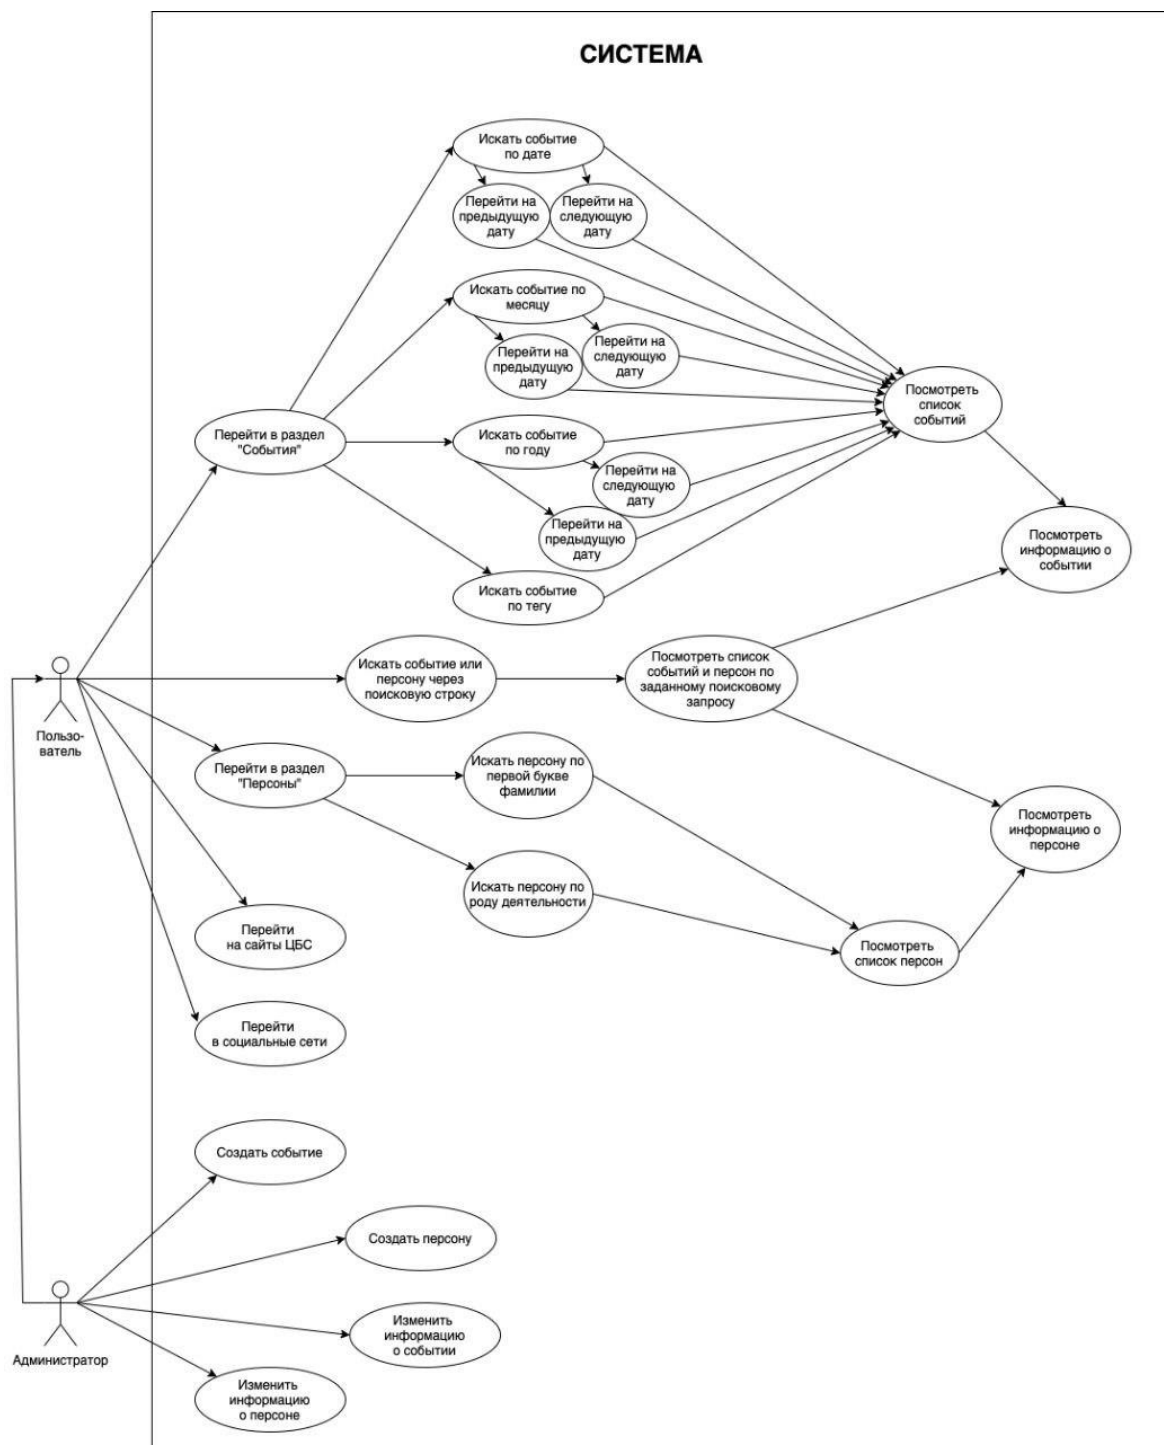 СИСТЕМА
Искать событие
по дате
Перейти на
предыдущую
дату
Перейти на
следующую
дату
Искать событие по
месяцу
Перейти на
предыдущую
дату
Перейти на
следующую
дату
Посмотреть
список
событий
Перейти в раздел
"События"
Искать событие
по году
Перейти на
следующую
дату
Перейти на
предыдущую
дату
Посмотреть
информацию о
событии
Искать событие
по тегу
Искать событие или
персону через
поисковую строку
Посмотреть список
событий и персон по
заданному поисковому
запросу
Пользо-
ватель
Перейти в раздел
"Персоны"
Искать персону по
первой букве
фамилии
Посмотреть
информацию о
персоне
Искать персону по
роду деятельности
Перейти
на сайты ЦБС
Посмотреть
список персон
Перейти
в социальные сети
Создать событие
Создать персону
Изменить
информацию
о событии
Администратор
Изменить
информацию
о персоне